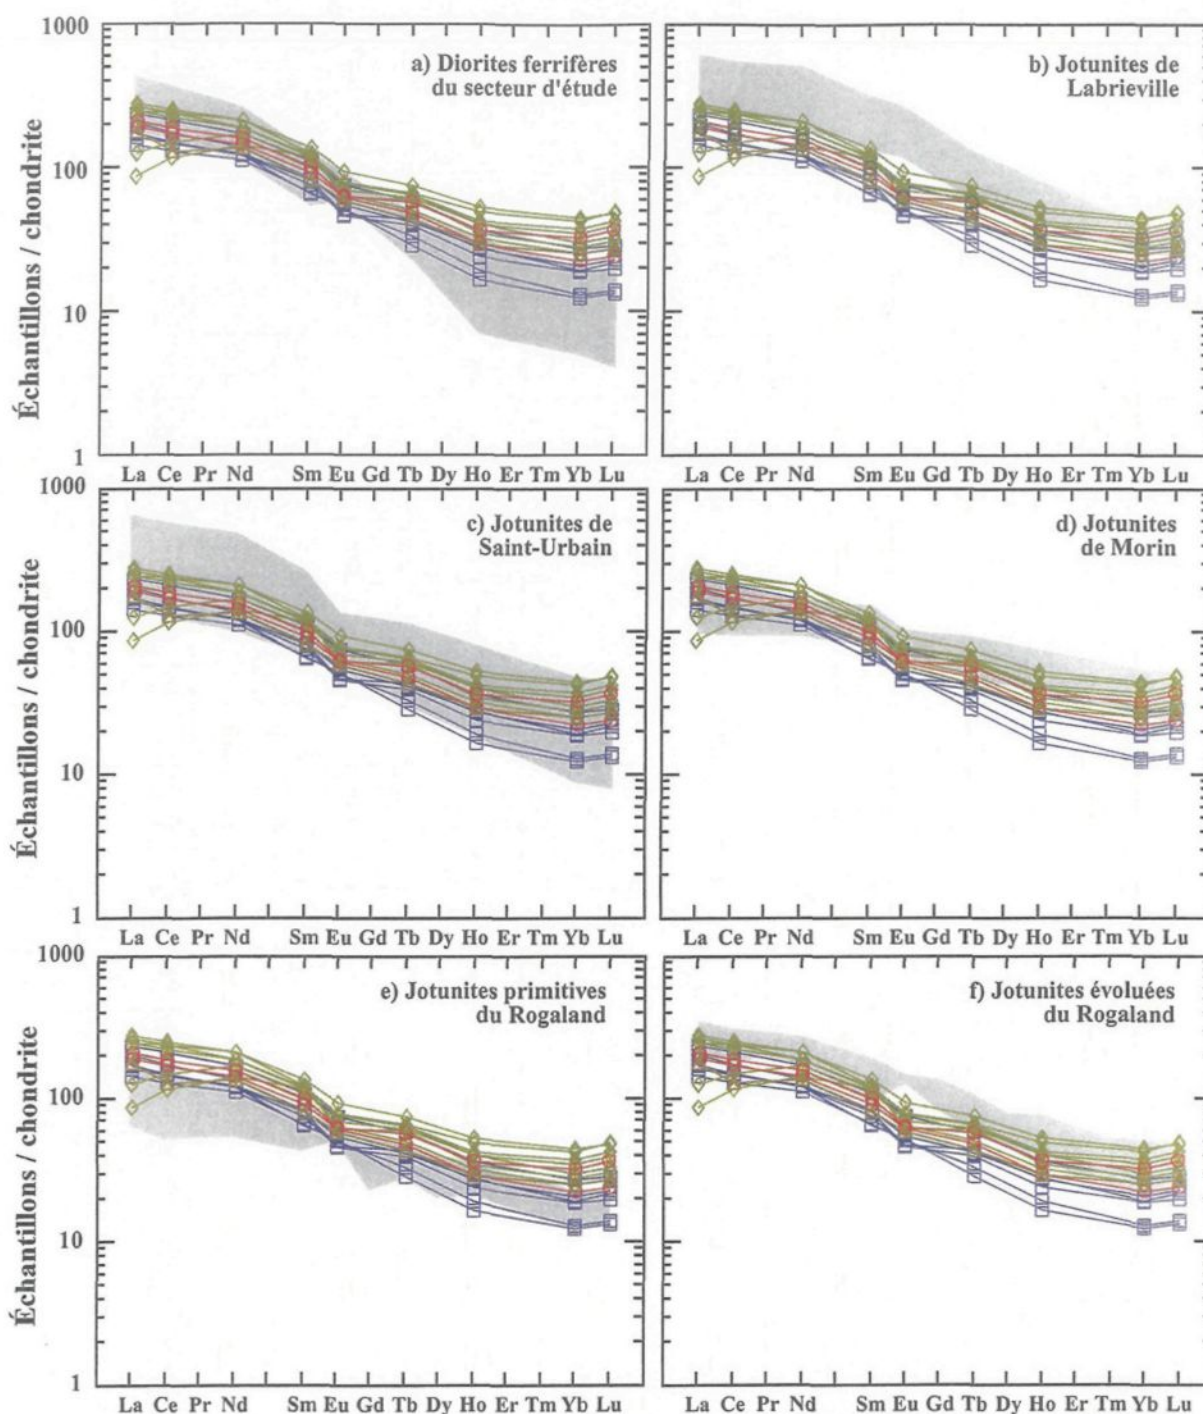 1000
100
10
1
Échantillons / chondrite
a) Diorites ferrifères
du secteur d'étude
b) Jotunites de
Labrieville
La Ce Pr Nd Sm Eu Gd Tb Dy Ho Er Tm Yb Lu
La Ce Pr Nd Sm Eu Gd Tb Dy Ho Er Tm Yb Lu
1000
100
10
1
Échantillons / chondrite
c) Jotunites de
Saint-Urbain
d) Jotunites
de Morin
La Ce Pr Nd Sm Eu Gd Tb Dy Ho Er Tm Yb Lu
La Ce Pr Nd Sm Eu Gd Tb Dy Ho Er Tm Yb Lu
1000
100
10
1
Échantillons / chondrite
e) Jotunites primitives
du Rogaland
f) Jotunites évoluées
du Rogaland
La Ce Pr Nd Sm Eu Gd Tb Dy Ho Er Tm Yb Lu
La Ce Pr Nd Sm Eu Gd Tb Dy Ho Er Tm Yb Lu